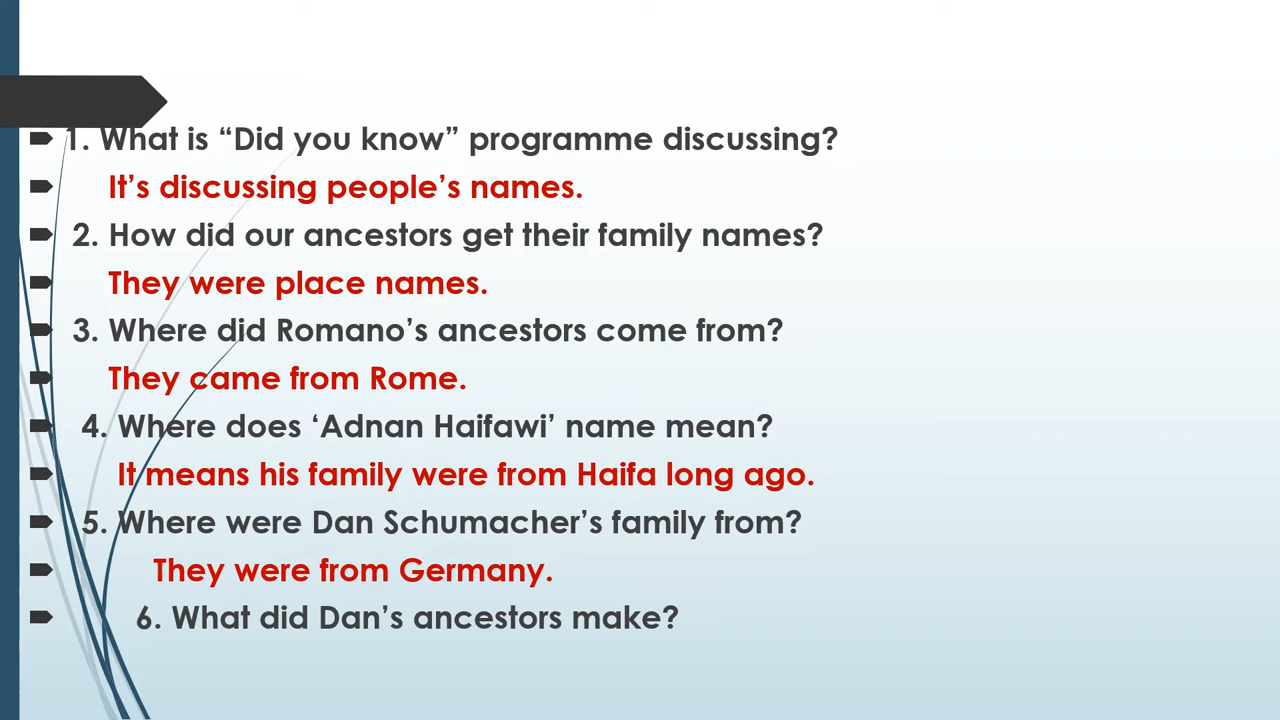 1. What is “Did you know” programme discussing?
It’s discussing people’s names.
2. How did our ancestors get their family names?
They were place names.
3. Where did Romano’s ancestors come from?
They came from Rome.
4. Where does ‘Adnan Haifawi’ name mean?
It means his family were from Haifa long ago.
5. Where were Dan Schumacher’s family from?
They were from Germany.
6. What did Dan’s ancestors make?